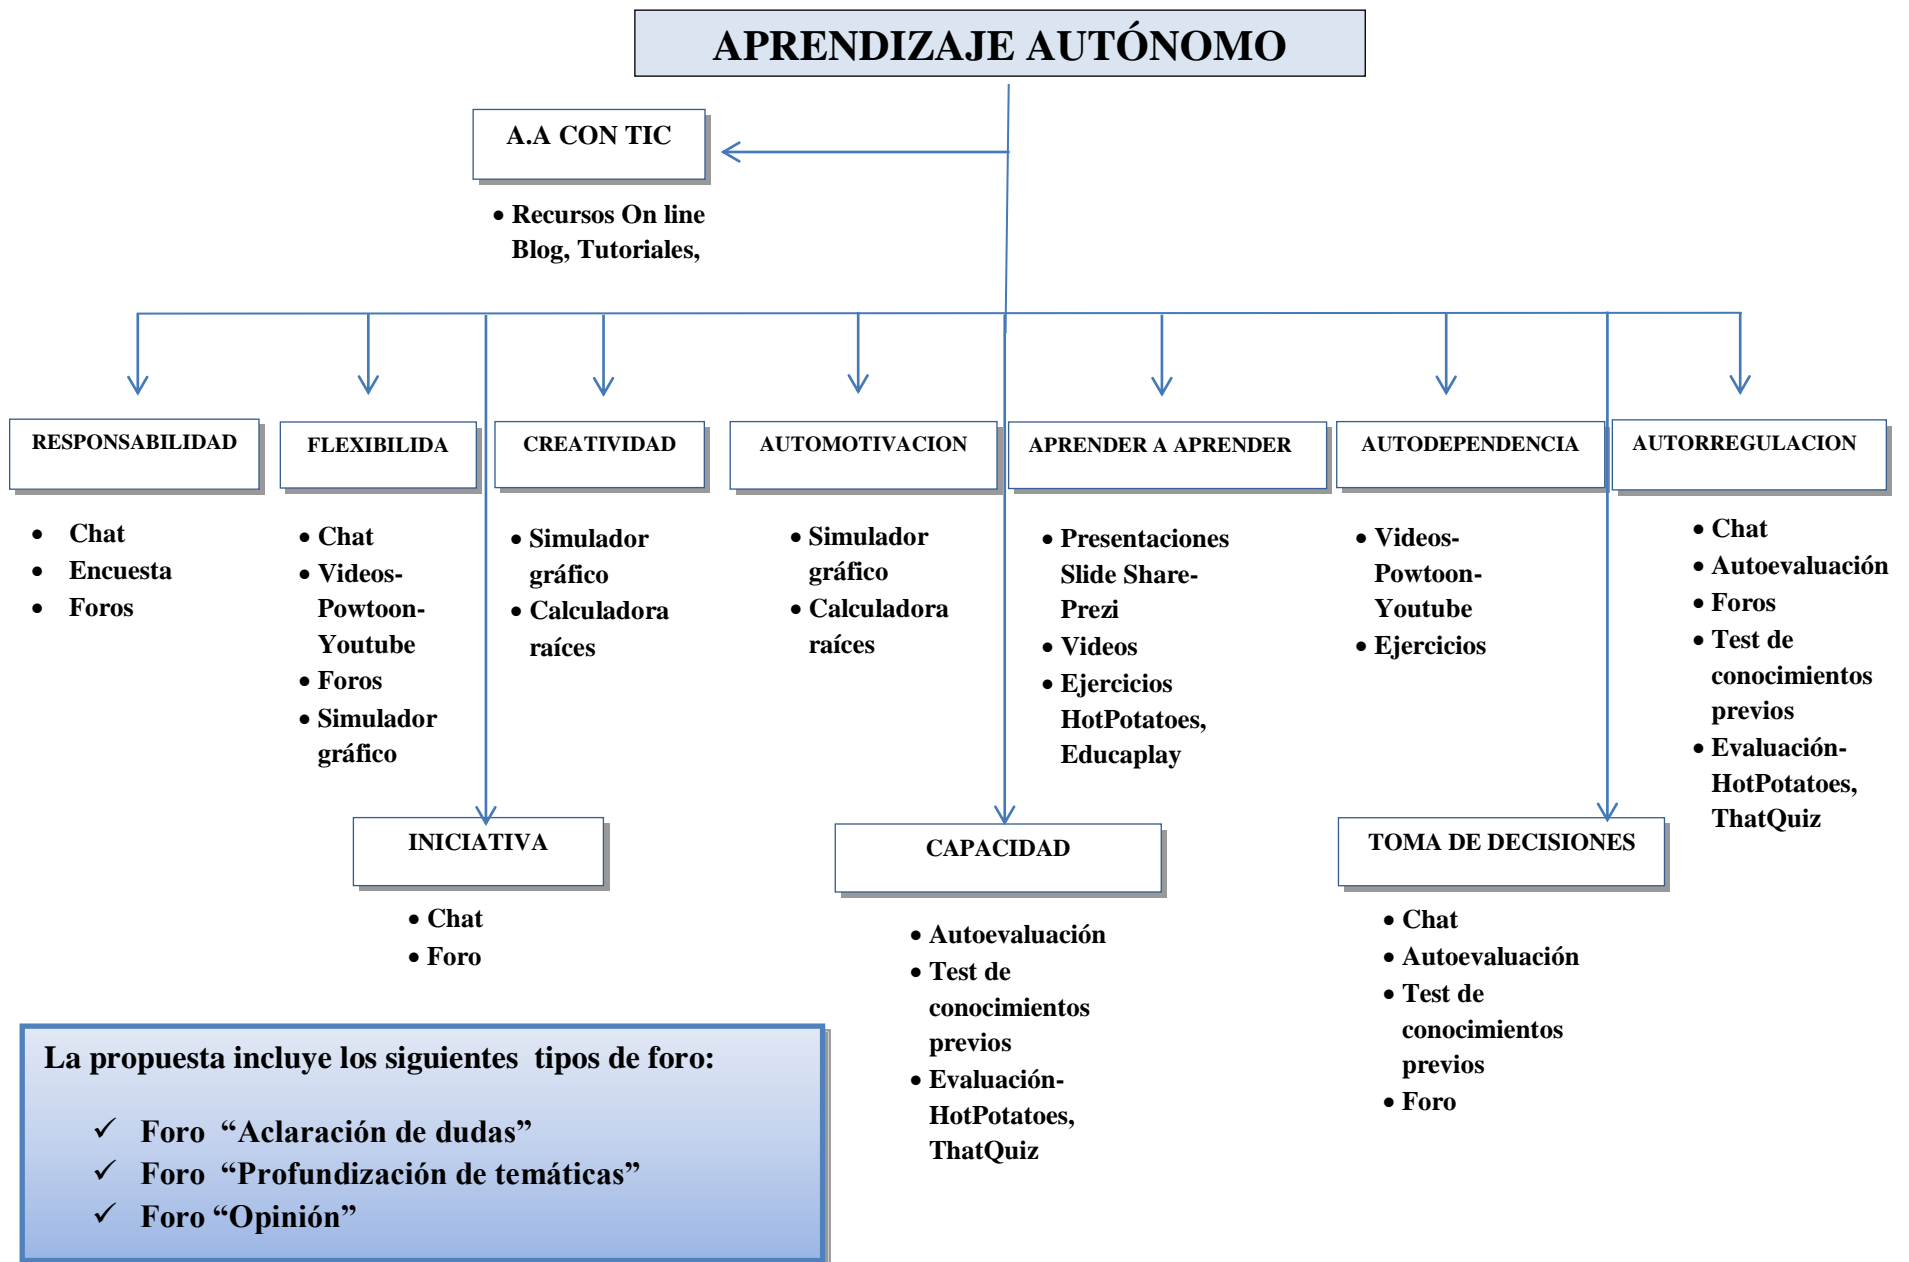 APRENDIZAJE AUTÓNOMO
A.A CON TIC
• Recursos On line
Blog, Tutoriales,
RESPONSABILIDAD
• Chat
• Encuesta
• Foros
FLEXIBILIDA
• Chat
• Videos-
Powtoon-
Youtube
• Foros
• Simulador
gráfico
CREATIVIDAD
• Simulador
gráfico
• Calculadora
raíces
AUTOMOTIVACION
• Simulador
gráfico
• Calculadora
raíces
APRENDER A APRENDER
• Presentaciones
Slide Share-
Prezi
• Videos
• Ejercicios
HotPotatoes,
Educaplay
AUTODEPENDENCIA
• Videos-
Powtoon-
Youtube
• Ejercicios
AUTORREGULACION
• Chat
• Autoevaluación
• Foros
• Test de
conocimientos
previos
• Evaluación-
HotPotatoes,
ThatQuiz
INICIATIVA
• Chat
• Foro
CAPACIDAD
• Autoevaluación
• Test de
conocimientos
previos
• Evaluación-
HotPotatoes,
ThatQuiz
TOMA DE DECISIONES
• Chat
• Autoevaluación
• Test de
conocimientos
previos
• Foro
La propuesta incluye los siguientes tipos de foro:
✓ Foro “Aclaración de dudas”
✓ Foro “Profundización de temáticas”
✓ Foro “Opinión”